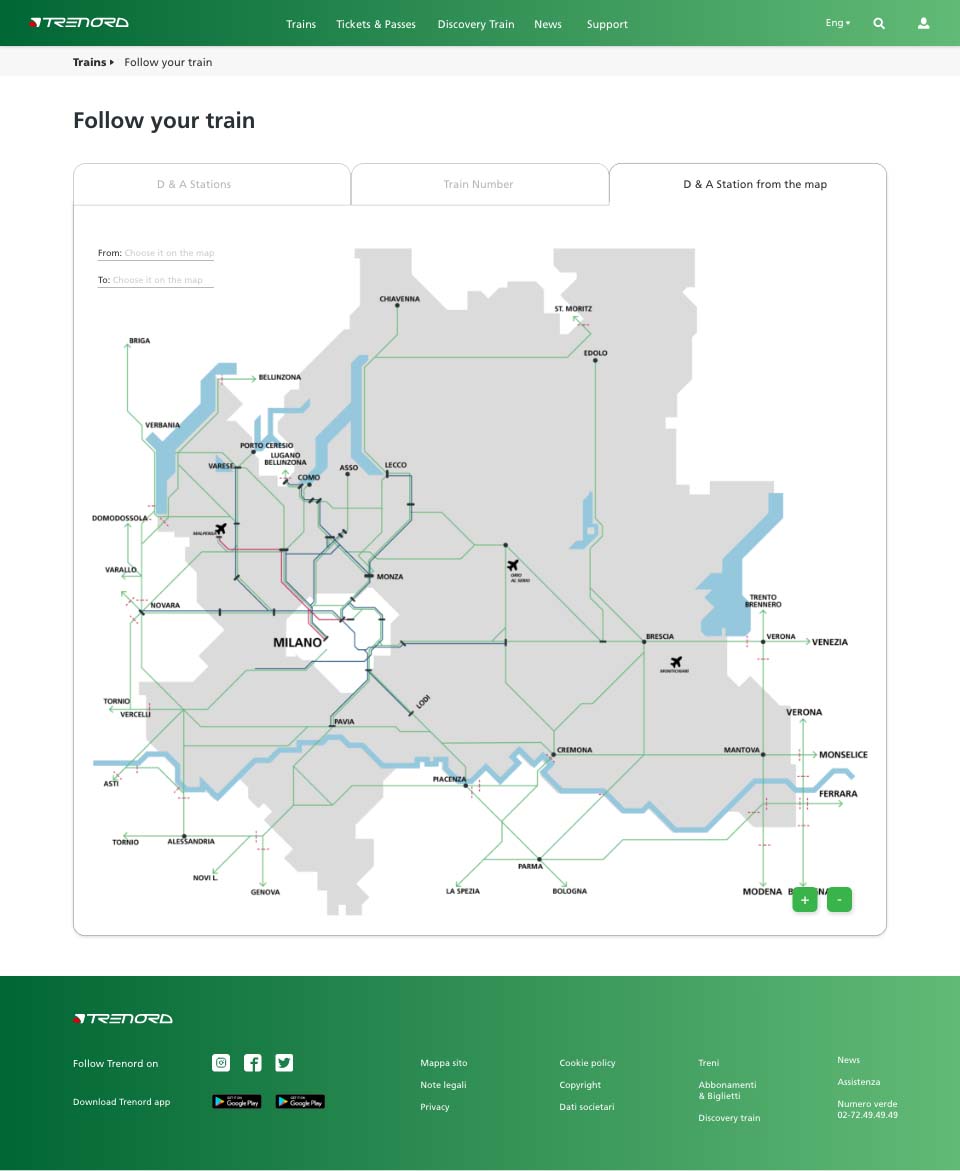 TRENORD
Trains
Tickets & Passes
Discovery Train
News
Support
Eng
Trains
Follow your train
Follow your train
D & A Stations
Train Number
D & A Station from the map
From: Choose it on the map
To: Choose it on the map
CHIAVENNA
ST. MORITZ
BRIGA
EDOLO
BELLINZONA
VERBANIA
PORTO CERESIO
LUGANO
BELLINZONA
VARESE
COMO
ASSO
LECCO
DOMODOSSOLA
MALPENSA
VARALLO
MONZA
ORIO
AL SERIO
NOVARA
TRENTO
BRENNERO
MILANO
BRESCIA
VERONA
VENEZIA
MONTICHIARI
TORNIO
VERCELLI
LODI
PAVIA
VERONA
CREMONA
MANTOVA
MONSELICE
ASTI
PIACENZA
FERRARA
TORNIO
ALESSANDRIA
PARMA
NOVI L.
GENOVA
LA SPEZIA
BOLOGNA
MODENA
+
-
TRENORD
Follow Trenord on
Download Trenord app
GET IT ON
Google Play
GET IT ON
Google Play
Mappa sito
Note legali
Privacy
Cookie policy
Copyright
Dati societari
Treni
Abbonamenti
& Biglietti
Discovery train
News
Assistenza
Numero verde
02-72.49.49.49